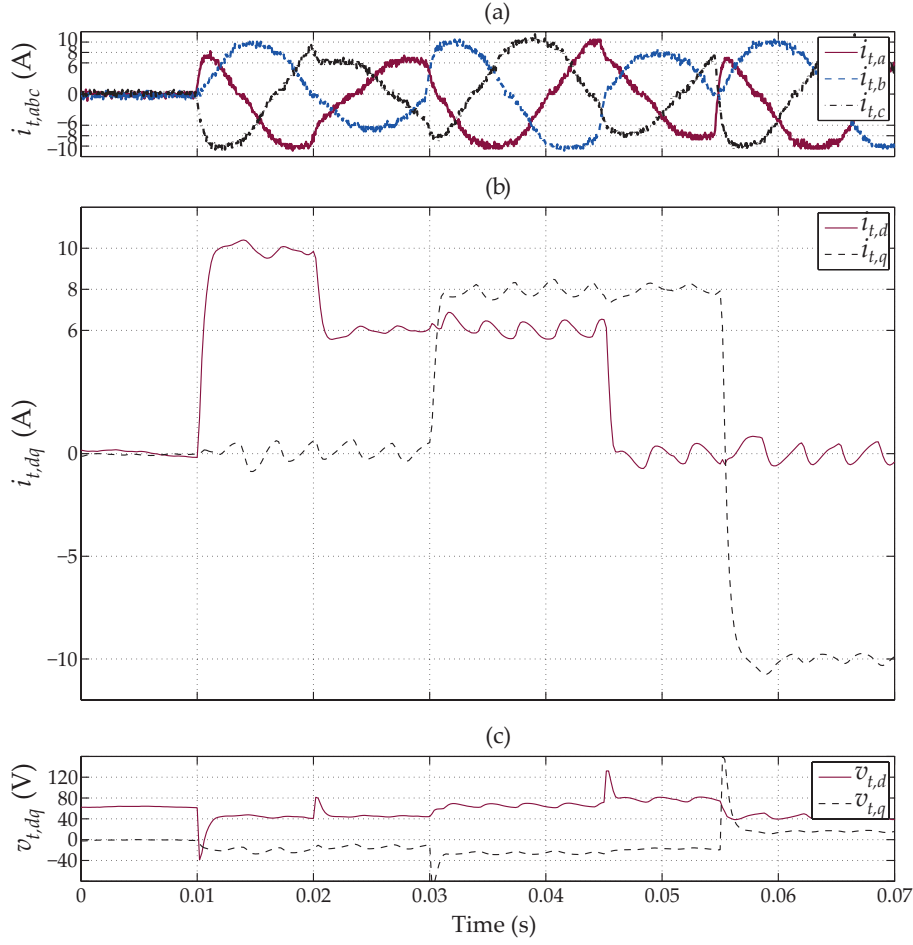 (a)
10
8
6
0
−6
−8
−10
i_{t,abc} (A)
i_{t,a}
i_{t,b}
i_{t,c}
(b)
10
8
6
0
−5
−10
i_{t,dq} (A)
i_{t,d}
i_{t,q}
(c)
120
80
40
0
−40
v_{t,dq} (V)
v_{t,d}
v_{t,q}
0 0.01 0.02 0.03 0.04 0.05 0.06 0.07
Time (s)